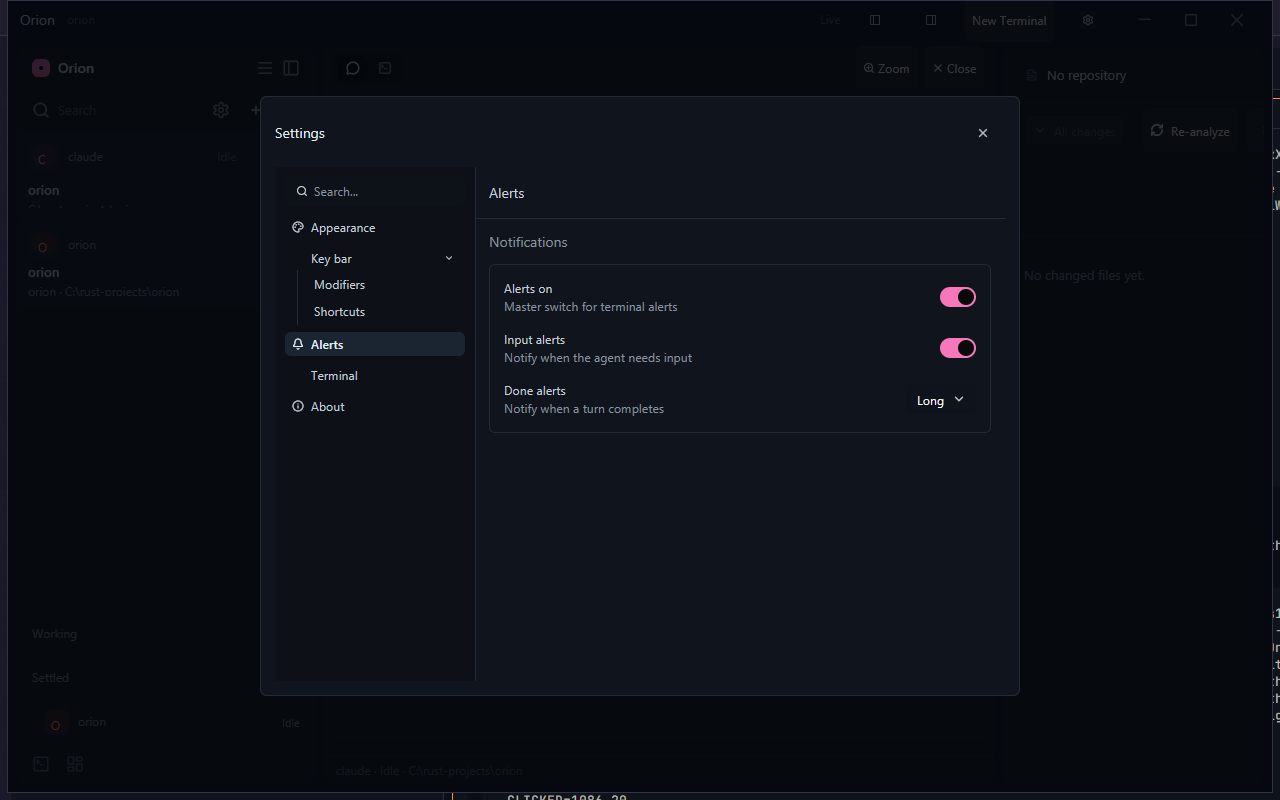 Orion orion Live New Terminal
Orion
Zoom
Close
No repository
Search
All changes
Re-analyze
C claude Idle
orion
O orion
orion
orion · C:\rust-projects\orion
No changed files yet.
Settings
Search...
Appearance
Key bar
Modifiers
Shortcuts
Alerts
Terminal
About
Alerts
Notifications
Alerts on
Master switch for terminal alerts
Input alerts
Notify when the agent needs input
Done alerts
Notify when a turn completes
Long
Working
Settled
O orion Idle
claude · Idle · C:\rust-projects\orion